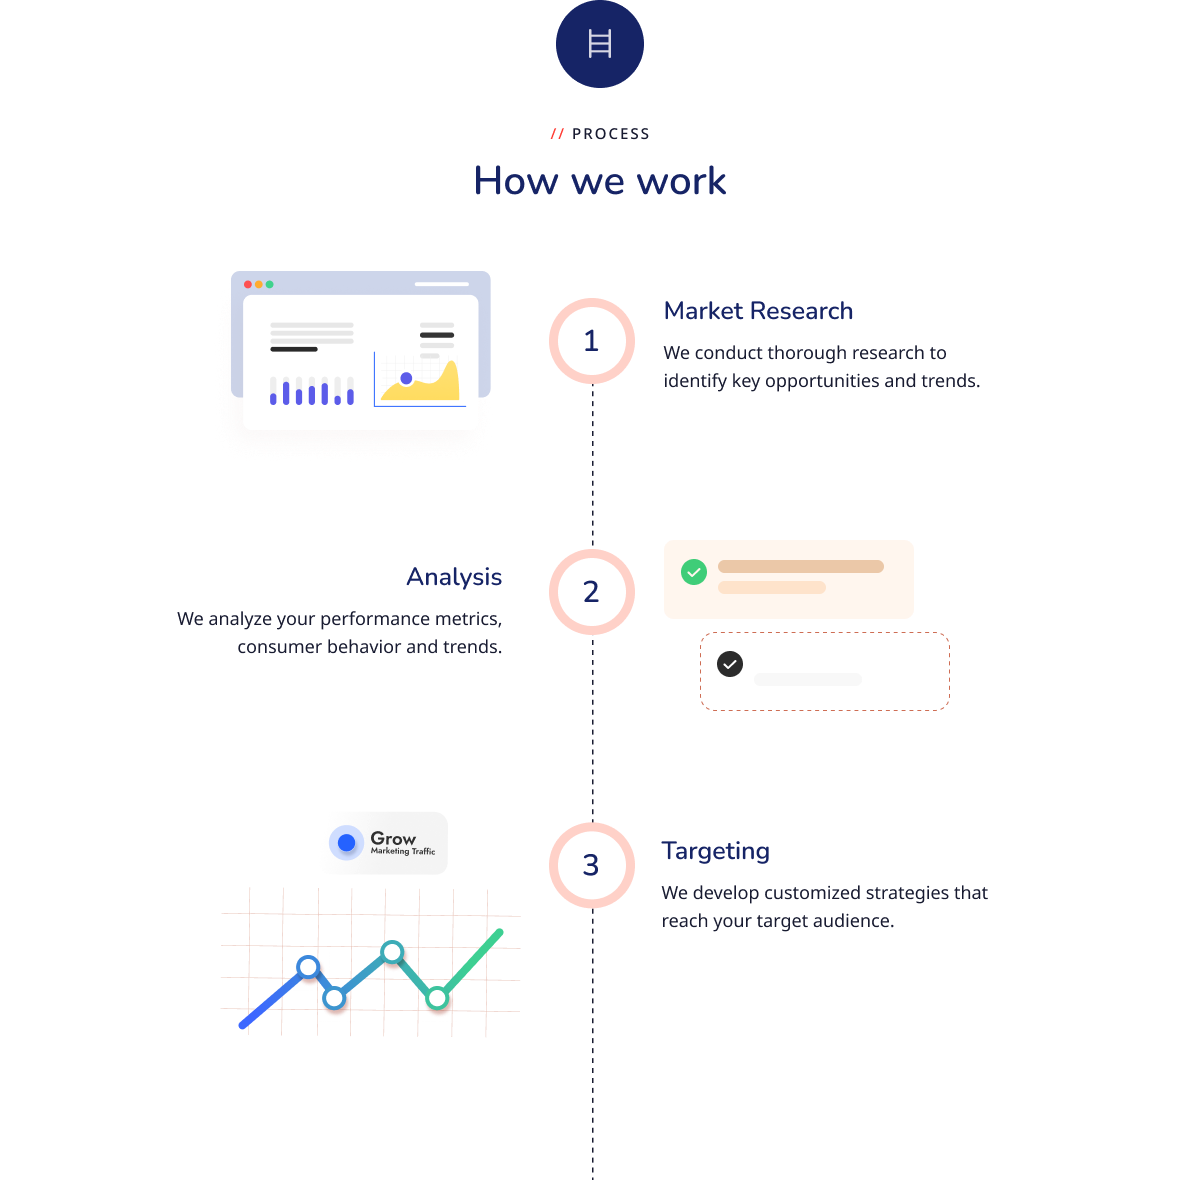 // PROCESS
How we work
1
Market Research
We conduct thorough research to
identify key opportunities and trends.
Analysis
We analyze your performance metrics,
consumer behavior and trends.
2
Grow
Marketing Traffic
3
Targeting
We develop customized strategies that
reach your target audience.